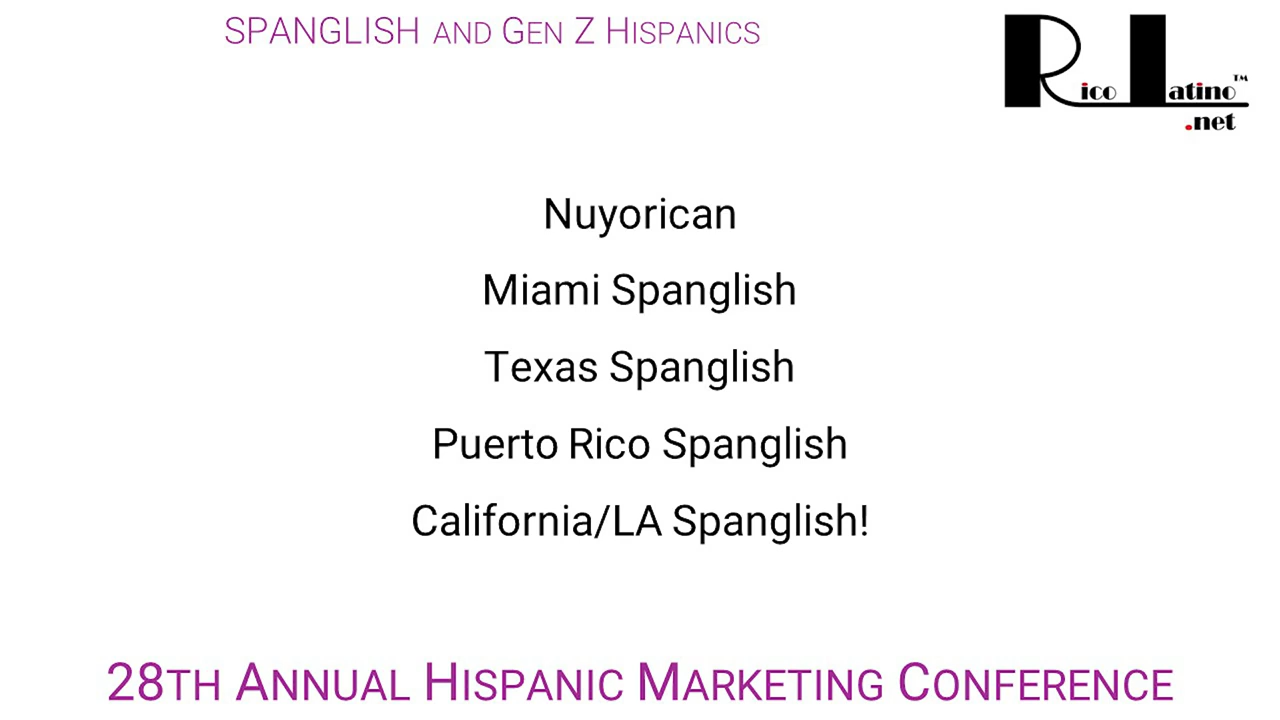 SPANGLISH AND GEN Z HISPANICS
Rico Latino™
.net
Nuyorican
Miami Spanglish
Texas Spanglish
Puerto Rico Spanglish
California/LA Spanglish!
28TH ANNUAL HISPANIC MARKETING CONFERENCE